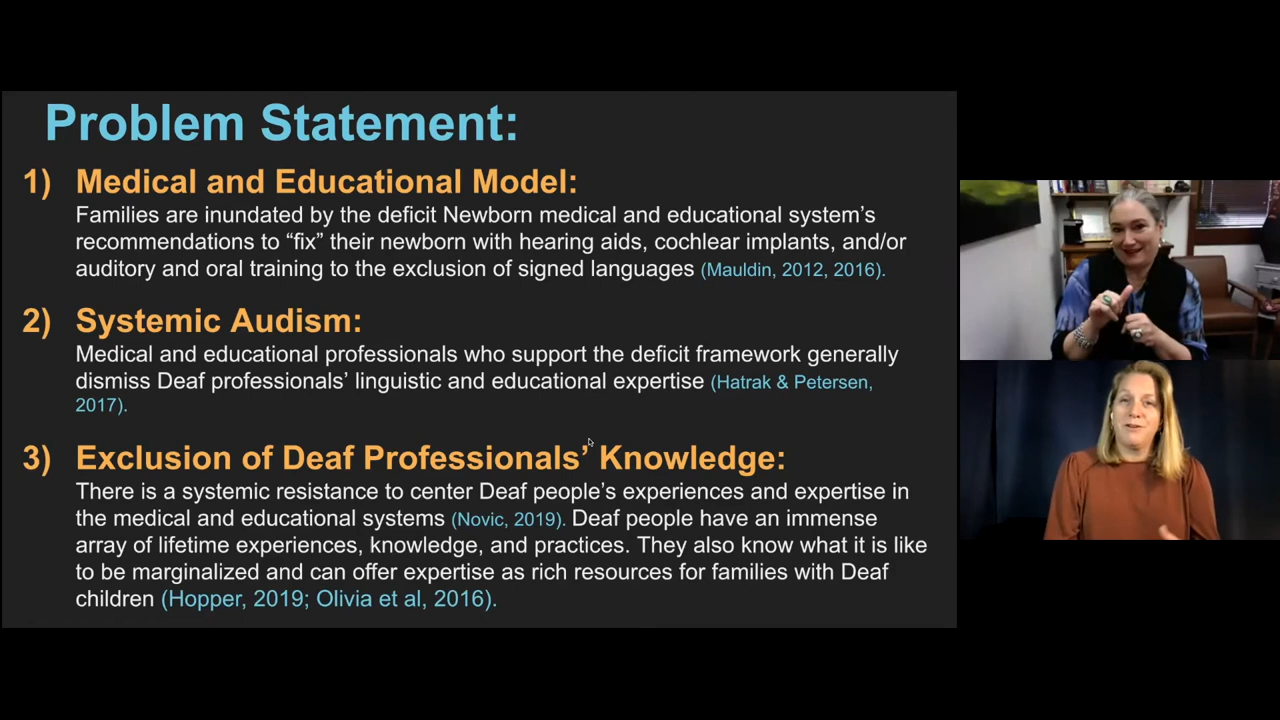 Problem Statement:
1) Medical and Educational Model:
Families are inundated by the deficit Newborn medical and educational system’s
recommendations to “fix” their newborn with hearing aids, cochlear implants, and/or
auditory and oral training to the exclusion of signed languages (Mauldin, 2012, 2016).
2) Systemic Audism:
Medical and educational professionals who support the deficit framework generally
dismiss Deaf professionals’ linguistic and educational expertise (Hatrak & Petersen,
2017).
3) Exclusion of Deaf Professionals’ Knowledge:
There is a systemic resistance to center Deaf people’s experiences and expertise in
the medical and educational systems (Novic, 2019). Deaf people have an immense
array of lifetime experiences, knowledge, and practices. They also know what it is like
to be marginalized and can offer expertise as rich resources for families with Deaf
children (Hopper, 2019; Olivia et al, 2016).